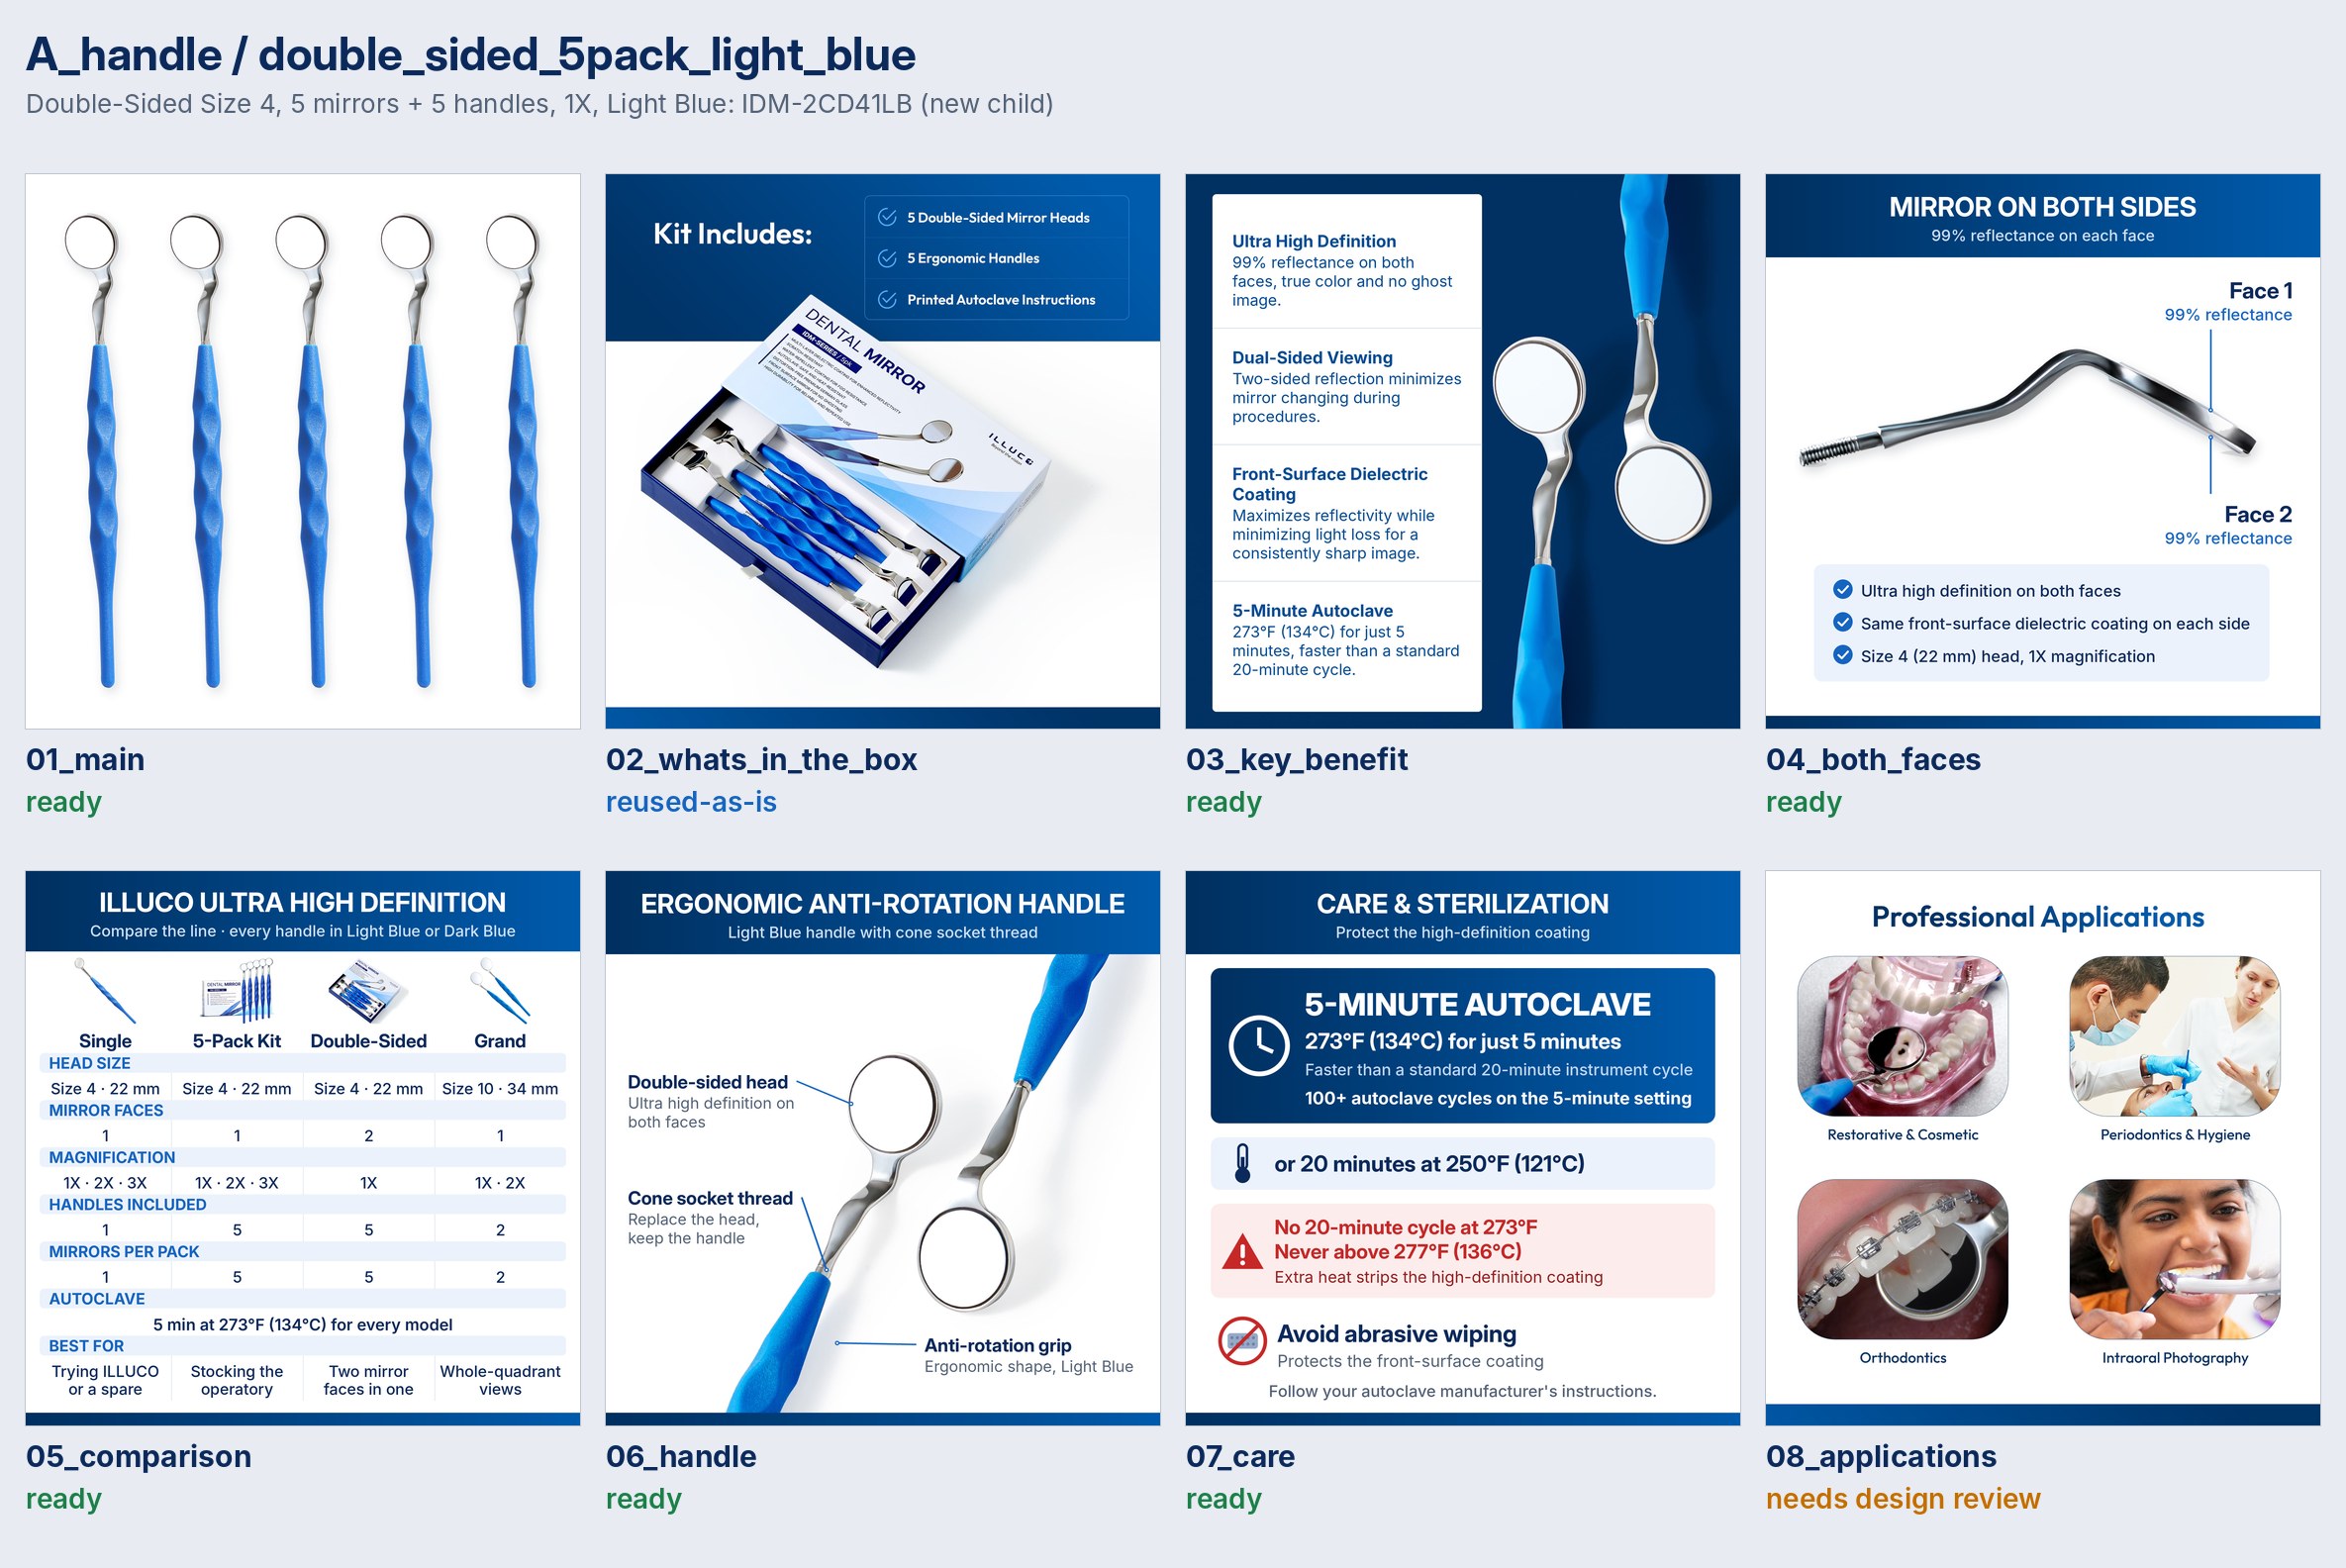 A_handle / double_sided_5pack_light_blue
Double-Sided Size 4, 5 mirrors + 5 handles, 1X, Light Blue: IDM-2CD41LB (new child)
01_main
ready
Kit Includes:
5 Double-Sided Mirror Heads
5 Ergonomic Handles
Printed Autoclave Instructions
DENTAL MIRROR
IDM-SERIES / 5pk
ILLUCO
02_whats_in_the_box
reused-as-is
Ultra High Definition
99% reflectance on both
faces, true color and no ghost
image.
Dual-Sided Viewing
Two-sided reflection minimizes
mirror changing during
procedures.
Front-Surface Dielectric
Coating
Maximizes reflectivity while
minimizing light loss for a
consistently sharp image.
5-Minute Autoclave
273°F (134°C) for just 5
minutes, faster than a standard
20-minute cycle.
03_key_benefit
ready
MIRROR ON BOTH SIDES
99% reflectance on each face
Face 1
99% reflectance
Face 2
99% reflectance
Ultra high definition on both faces
Same front-surface dielectric coating on each side
Size 4 (22 mm) head, 1X magnification
04_both_faces
ready
ILLUCO ULTRA HIGH DEFINITION
Compare the line · every handle in Light Blue or Dark Blue
DENTAL MIRROR
Single 5-Pack Kit Double-Sided Grand
HEAD SIZE
Size 4 · 22 mm Size 4 · 22 mm Size 4 · 22 mm Size 10 · 34 mm
MIRROR FACES
1 1 2 1
MAGNIFICATION
1X · 2X · 3X 1X · 2X · 3X 1X 1X · 2X
HANDLES INCLUDED
1 5 5 2
MIRRORS PER PACK
1 5 5 2
AUTOCLAVE
5 min at 273°F (134°C) for every model
BEST FOR
Trying ILLUCO Stocking the Two mirror Whole-quadrant
or a spare operatory faces in one views
05_comparison
ready
ERGONOMIC ANTI-ROTATION HANDLE
Light Blue handle with cone socket thread
Double-sided head
Ultra high definition on
both faces
Cone socket thread
Replace the head,
keep the handle
Anti-rotation grip
Ergonomic shape, Light Blue
06_handle
ready
CARE & STERILIZATION
Protect the high-definition coating
5-MINUTE AUTOCLAVE
273°F (134°C) for just 5 minutes
Faster than a standard 20-minute instrument cycle
100+ autoclave cycles on the 5-minute setting
or 20 minutes at 250°F (121°C)
No 20-minute cycle at 273°F
Never above 277°F (136°C)
Extra heat strips the high-definition coating
Avoid abrasive wiping
Protects the front-surface coating
Follow your autoclave manufacturer's instructions.
07_care
ready
Professional Applications
Restorative & Cosmetic
Periodontics & Hygiene
Orthodontics
Intraoral Photography
08_applications
needs design review